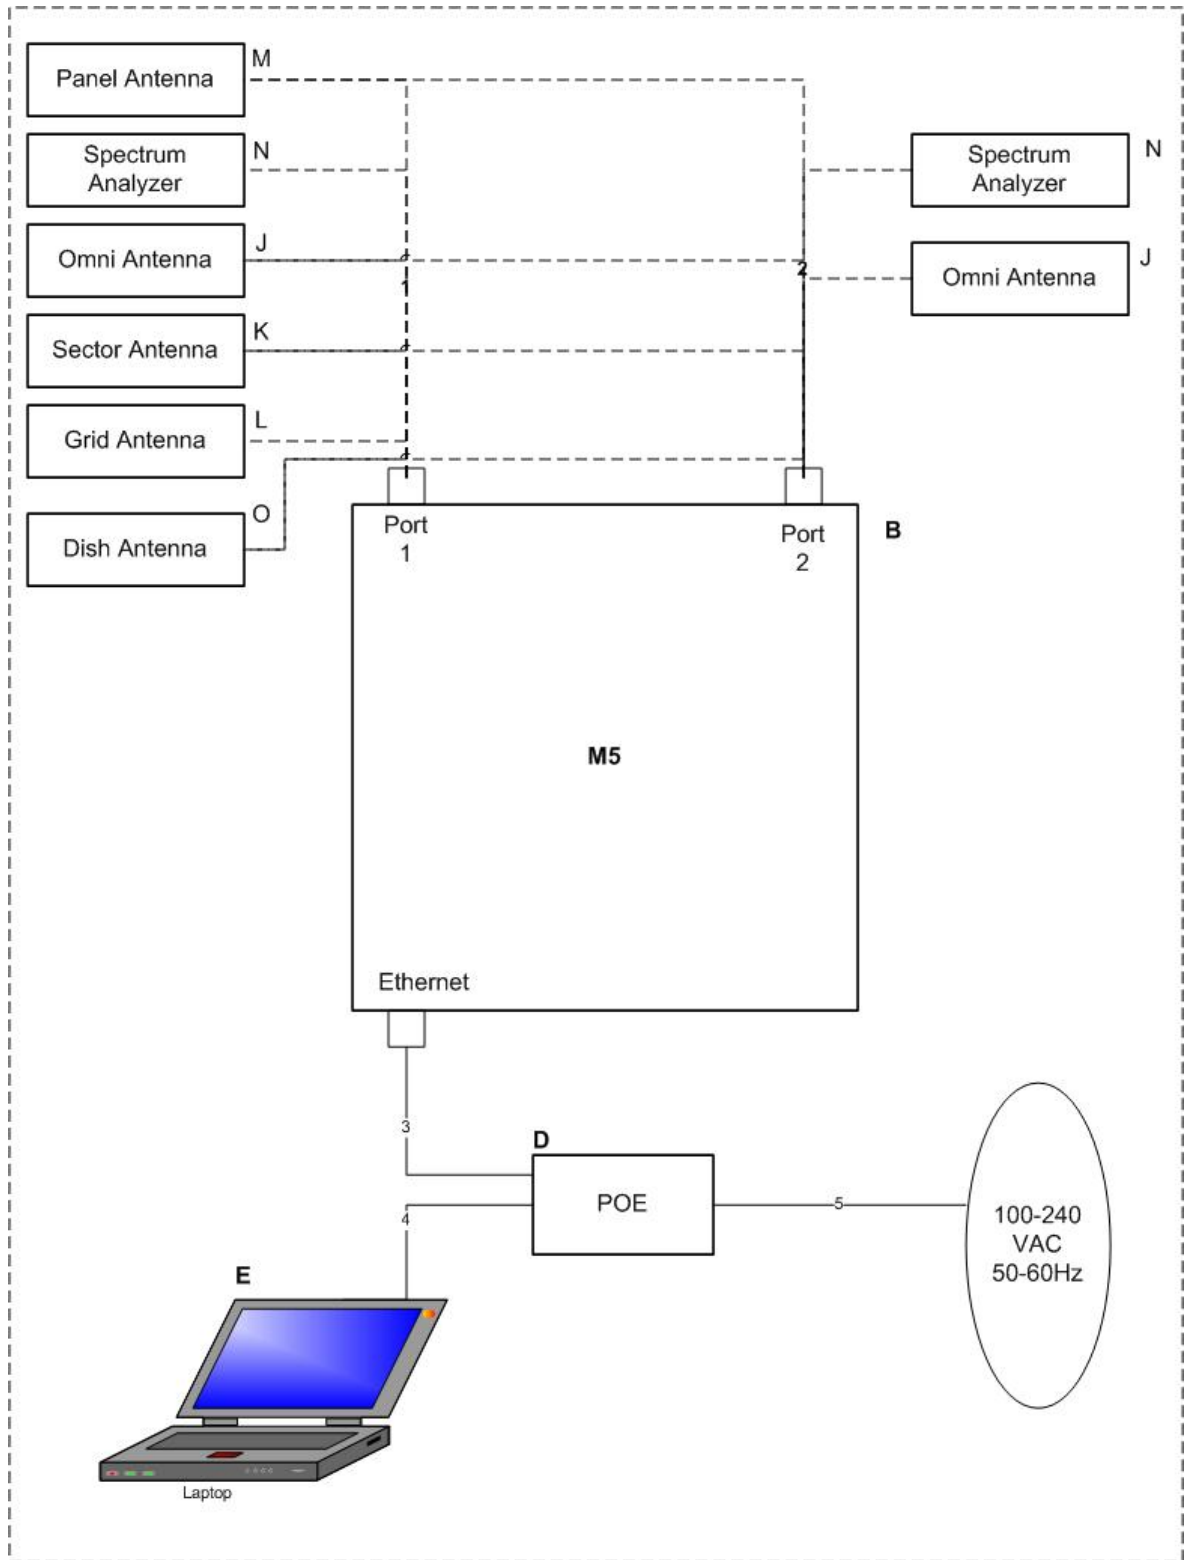 Panel Antenna
M
Spectrum
Analyzer
N
Spectrum
Analyzer
N
Omni Antenna
J
1
2
Omni Antenna
J
Sector Antenna
K
Grid Antenna
L
Dish Antenna
O
Port
1
Port
2
B
M5
Ethernet
3
D
POE
4
5
100-240
VAC
50-60Hz
E
Laptop